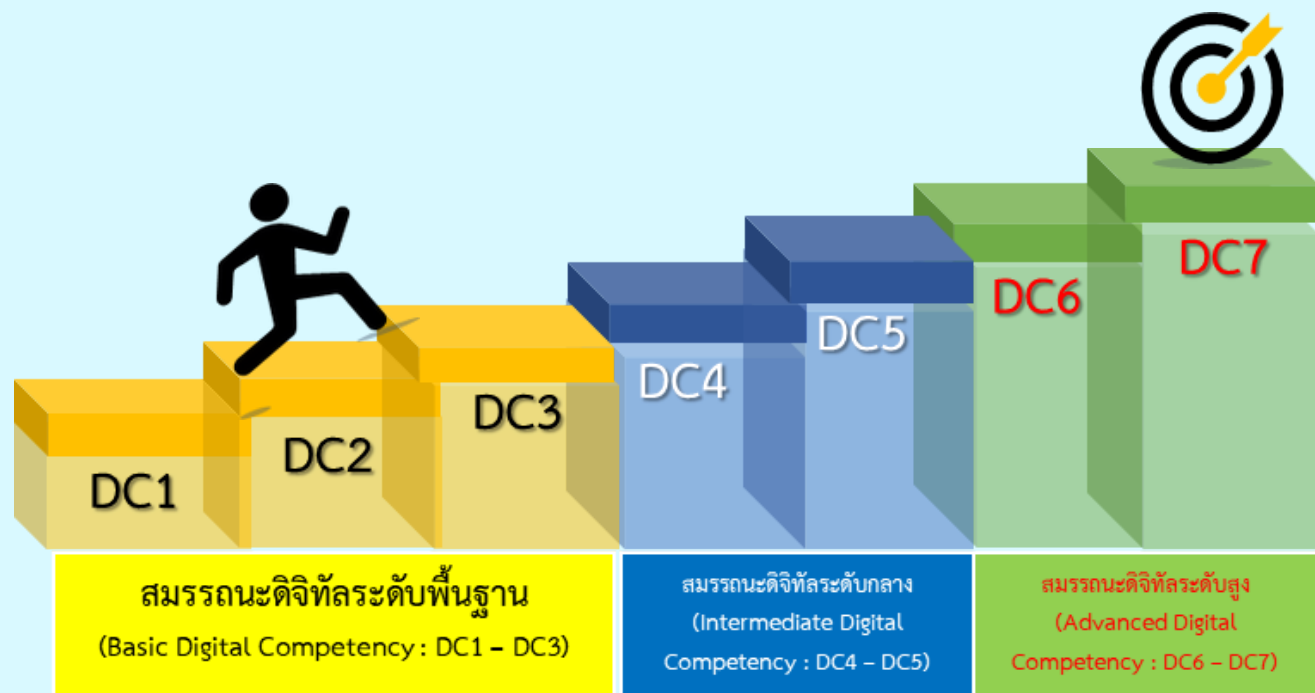 DC1
DC2
DC3
DC4
DC5
DC6
DC7
สมรรถนะดิจิทัลระดับพื้นฐาน
(Basic Digital Competency : DC1 – DC3)
สมรรถนะดิจิทัลระดับกลาง
(Intermediate Digital
Competency : DC4 – DC5)
สมรรถนะดิจิทัลระดับสูง
(Advanced Digital
Competency : DC6 – DC7)